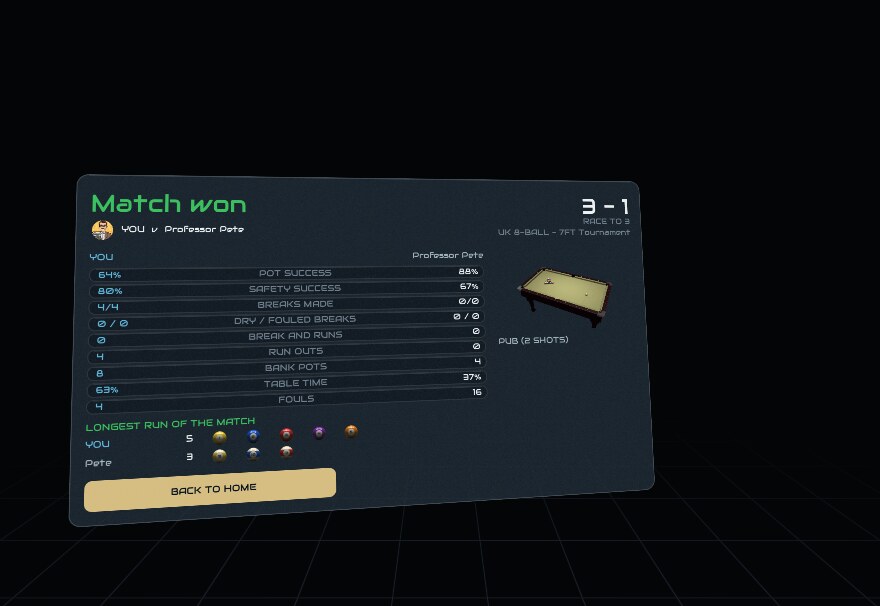 Match won
3 - 1
RACE TO 3
YOU v Professor Pete
UK 8-BALL - 7FT Tournament
YOU Professor Pete
64% POT SUCCESS 88%
80% SAFETY SUCCESS 67%
4/4 BREAKS MADE 0/0
0 / 0 DRY / FOULED BREAKS 0 / 0
0 BREAK AND RUNS 0
4 RUN OUTS 0
8 BANK POTS 4
63% TABLE TIME 37%
4 FOULS 16
PUB (2 SHOTS)
LONGEST RUN OF THE MATCH
YOU 5
Pete 3
BACK TO HOME